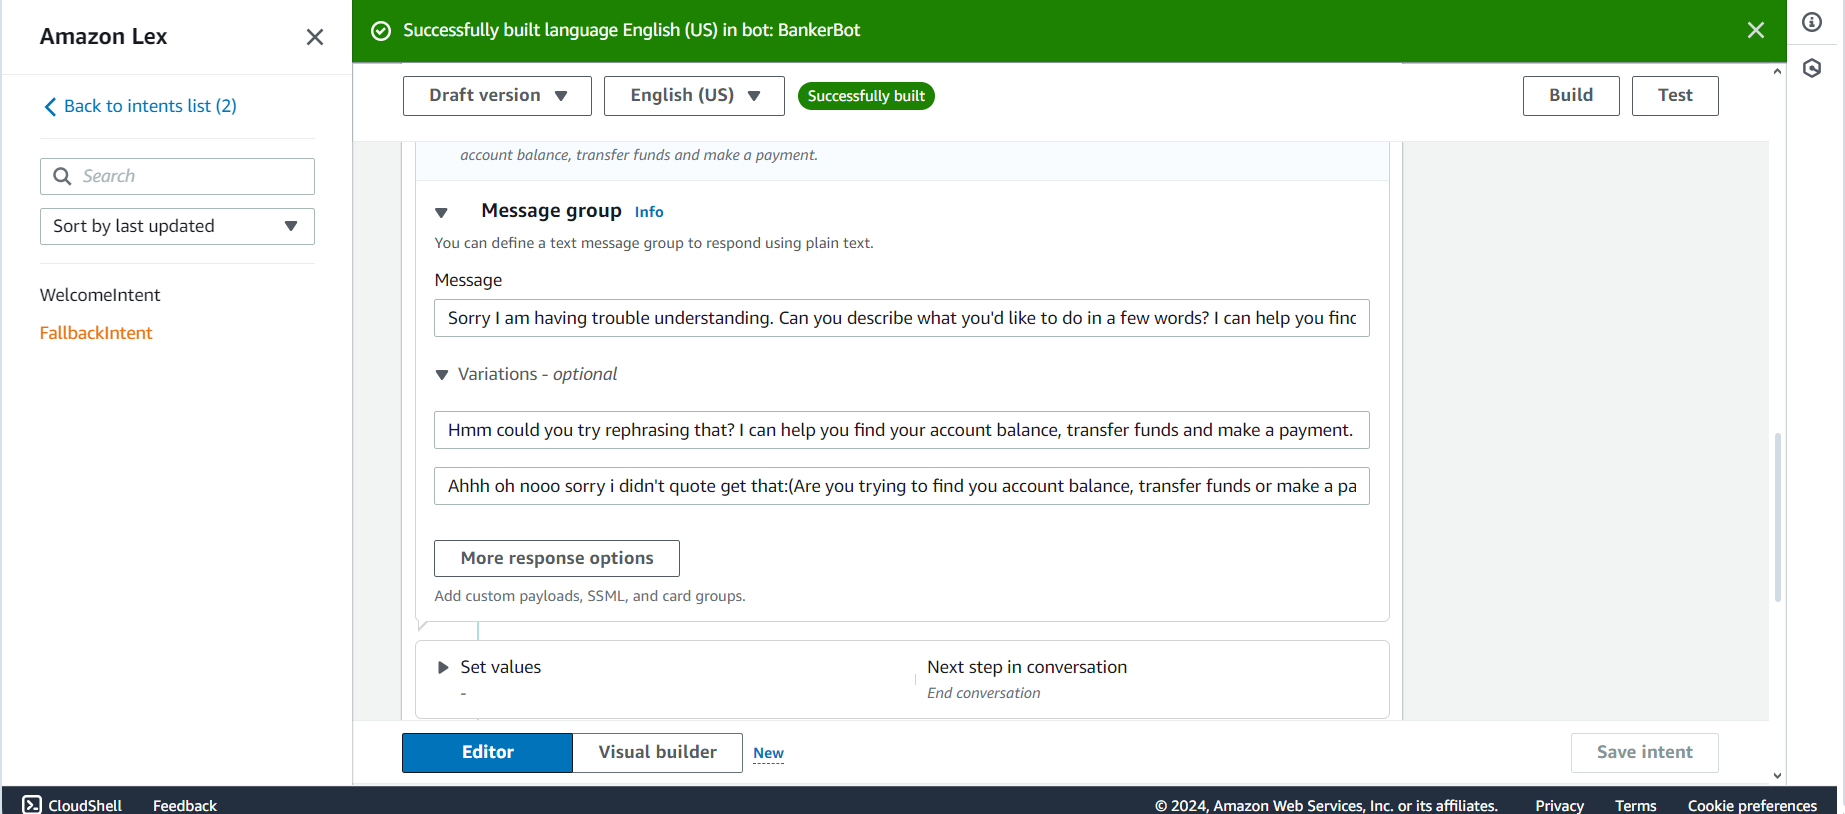 Amazon Lex
Successfully built language English (US) in bot: BankerBot
Back to intents list (2)
Draft version
English (US)
Successfully built
Build
Test
Search
Sort by last updated
WelcomeIntent
FallbackIntent
account balance, transfer funds and make a payment.
Message group Info
You can define a text message group to respond using plain text.
Message
Sorry I am having trouble understanding. Can you describe what you'd like to do in a few words? I can help you find
Variations - optional
Hmm could you try rephrasing that? I can help you find your account balance, transfer funds and make a payment.
Ahhh oh nooo sorry i didn't quote get that:(Are you trying to find you account balance, transfer funds or make a pa
More response options
Add custom payloads, SSML, and card groups.
Set values
-
Next step in conversation
End conversation
Editor
Visual builder
New
Save intent
CloudShell
Feedback
© 2024, Amazon Web Services, Inc. or its affiliates.
Privacy
Terms
Cookie preferences